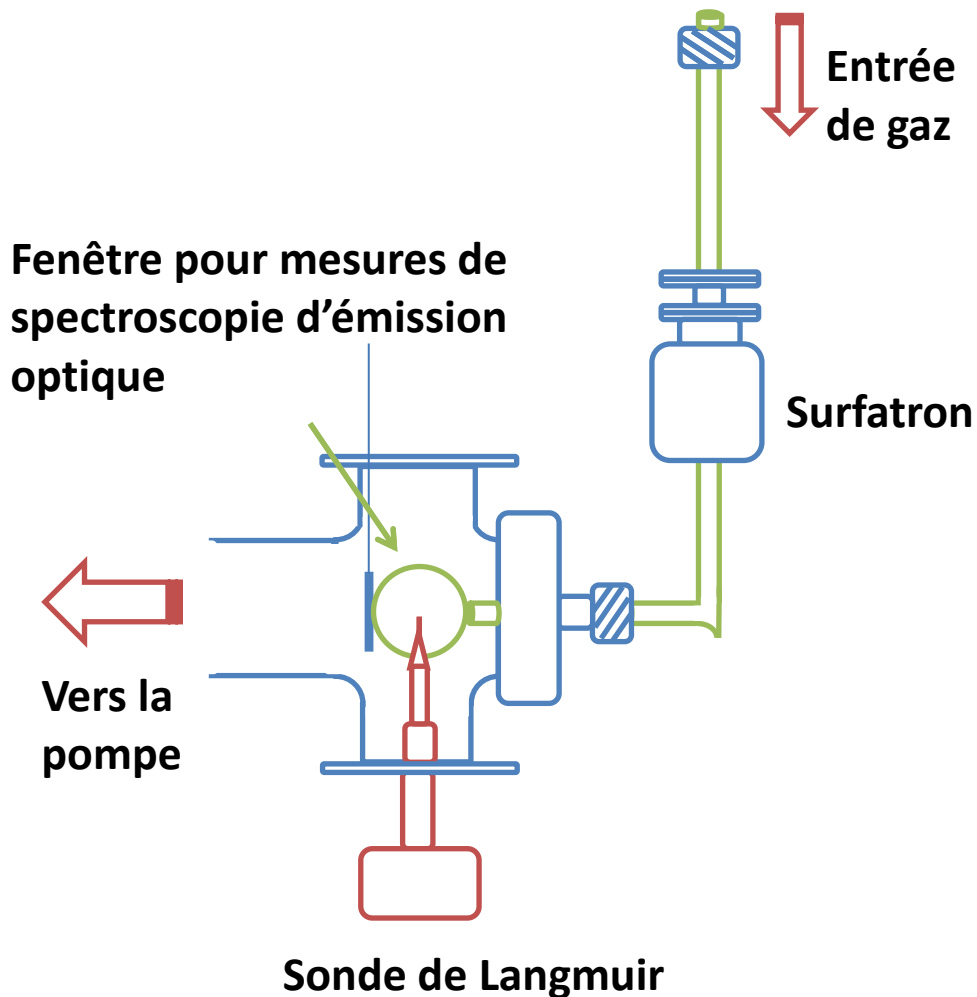 Entrée
de gaz
Fenêtre pour mesures de
spectroscopie d’émission
optique
Surfatron
Vers la
pompe
Sonde de Langmuir